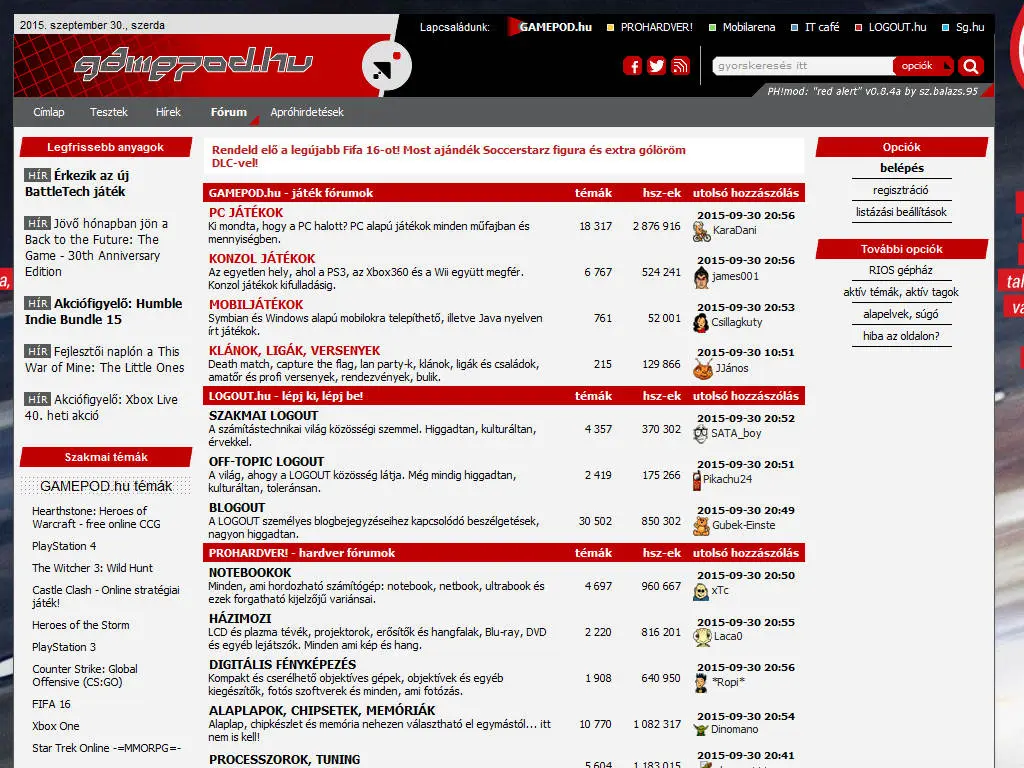 2015. szeptember 30., szerda
Lapcsaládunk: GAMEPOD.hu PROHARDVER! Mobilarena IT café LOGOUT.hu Sg.hu
gamepod.hu
gyorskeresés itt opciók
PH!mod: "red alert" v0.8.4a by sz.balazs.95
Címlap Tesztek Hírek Fórum Apróhirdetések
Legfrissebb anyagok
HÍR Érkezik az új
BattleTech játék
HÍR Jövő hónapban jön a
Back to the Future: The
Game - 30th Anniversary
Edition
HÍR Akciófigyelő: Humble
Indie Bundle 15
HÍR Fejlesztői naplón a This
War of Mine: The Little Ones
HÍR Akciófigyelő: Xbox Live
40. heti akció
Szakmai témák
GAMEPOD.hu témák
Hearthstone: Heroes of
Warcraft - free online CCG
PlayStation 4
The Witcher 3: Wild Hunt
Castle Clash - Online stratégiai
játék!
Heroes of the Storm
PlayStation 3
Counter Strike: Global
Offensive (CS:GO)
FIFA 16
Xbox One
Star Trek Online -=MMORPG=-
Rendeld elő a legújabb Fifa 16-ot! Most ajándék Soccerstarz figura és extra gólöröm
DLC-vel!
GAMEPOD.hu - játék fórumok témák hsz-ek utolsó hozzászólás
PC JÁTÉKOK
Ki mondta, hogy a PC halott? PC alapú játékok minden műfajban és
mennyiségben.
18 317 2 876 916 2015-09-30 20:56
KaraDani
KONZOL JÁTÉKOK
Az egyetlen hely, ahol a PS3, az Xbox360 és a Wii együtt megfér.
Konzol játékok kifulladásig.
6 767 524 241 2015-09-30 20:56
james001
MOBILJÁTÉKOK
Symbian és Windows alapú mobilokra telepíthető, illetve Java nyelven
írt játékok.
761 52 001 2015-09-30 20:53
Csillagkuty
KLÁNOK, LIGÁK, VERSENYEK
Death match, capture the flag, lan party-k, klánok, ligák és családok,
amatőr és profi versenyek, rendezvények, bulik.
215 129 866 2015-09-30 10:51
JJános
LOGOUT.hu - lépj ki, lépj be! témák hsz-ek utolsó hozzászólás
SZAKMAI LOGOUT
A számítástechnikai világ közösségi szemmel. Higgadtan, kulturáltan,
érvekkel.
4 357 370 302 2015-09-30 20:52
SATA_boy
OFF-TOPIC LOGOUT
A világ, ahogy a LOGOUT közösség látja. Még mindig higgadtan,
kulturáltan, toleránsan.
2 419 175 266 2015-09-30 20:51
Pikachu24
BLOGOUT
A LOGOUT személyes blogbejegyzéseihez kapcsolódó beszélgetések,
nagyon higgadtan.
30 502 850 302 2015-09-30 20:49
Gubek-Einste
PROHARDVER! - hardver fórumok témák hsz-ek utolsó hozzászólás
NOTEBOOKOK
Minden, ami hordozható számítógép: notebook, netbook, ultrabook és
ezek forgatható kijelzőjű variánsai.
4 697 960 667 2015-09-30 20:50
xTc
HÁZIMOZI
LCD és plazma tévék, projektorok, erősítők és hangfalak, Blu-ray, DVD
és egyéb lejátszók. Minden ami kép és hang.
2 220 816 201 2015-09-30 20:55
Laca0
DIGITÁLIS FÉNYKÉPEZÉS
Kompakt és cserélhető objektíves gépek, objektívek és egyéb
kiegészítők, fotós szoftverek és minden, ami fotózás.
1 908 640 950 2015-09-30 20:56
*Ropi*
ALAPLAPOK, CHIPSETEK, MEMÓRIÁK
Alaplap, chipkészlet és memória nehezen választható el egymástól... itt
nem is kell!
10 770 1 082 317 2015-09-30 20:54
Dinomano
PROCESSZOROK, TUNING
5 604 1 183 015 2015-09-30 20:41
Opciók
belépés
regisztráció
listázási beállítások
További opciók
RIOS gépház
aktív témák, aktív tagok
alapelvek, súgó
hiba az oldalon?